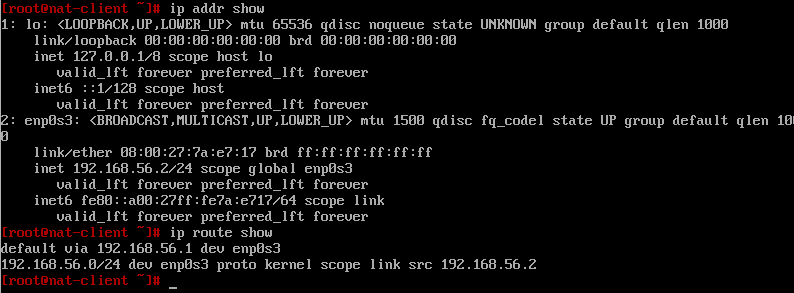 [root@nat-client ~]# ip addr show
1: lo: <LOOPBACK,UP,LOWER_UP> mtu 65536 qdisc noqueue state UNKNOWN group default qlen 1000
    link/loopback 00:00:00:00:00:00 brd 00:00:00:00:00:00
    inet 127.0.0.1/8 scope host lo
       valid_lft forever preferred_lft forever
    inet6 ::1/128 scope host
       valid_lft forever preferred_lft forever
2: enp0s3: <BROADCAST,MULTICAST,UP,LOWER_UP> mtu 1500 qdisc fq_codel state UP group default qlen 100
0
    link/ether 08:00:27:7a:e7:17 brd ff:ff:ff:ff:ff:ff
    inet 192.168.56.2/24 scope global enp0s3
       valid_lft forever preferred_lft forever
    inet6 fe80::a00:27ff:fe7a:e717/64 scope link
       valid_lft forever preferred_lft forever
[root@nat-client ~]# ip route show
default via 192.168.56.1 dev enp0s3
192.168.56.0/24 dev enp0s3 proto kernel scope link src 192.168.56.2
[root@nat-client ~]# _